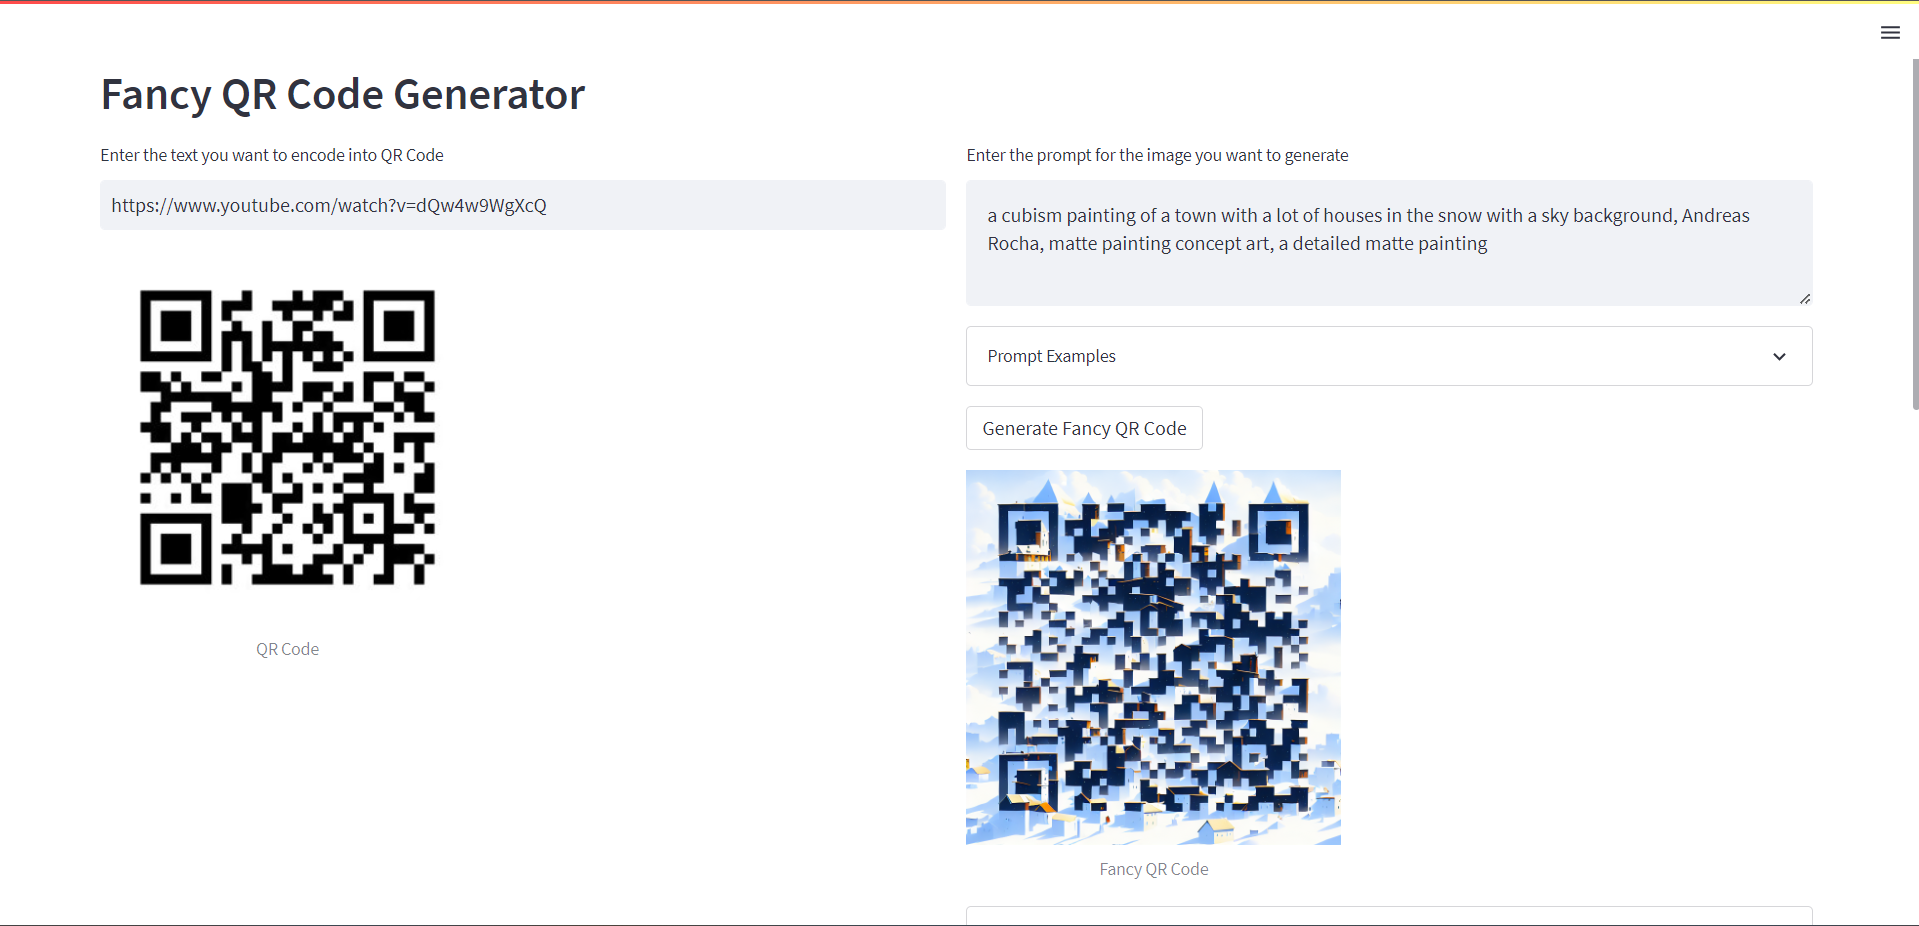 Fancy QR Code Generator
Enter the text you want to encode into QR Code
https://www.youtube.com/watch?v=dQw4w9WgXcQ
QR Code
Enter the prompt for the image you want to generate
a cubism painting of a town with a lot of houses in the snow with a sky background, Andreas
Rocha, matte painting concept art, a detailed matte painting
Prompt Examples
Generate Fancy QR Code
Fancy QR Code